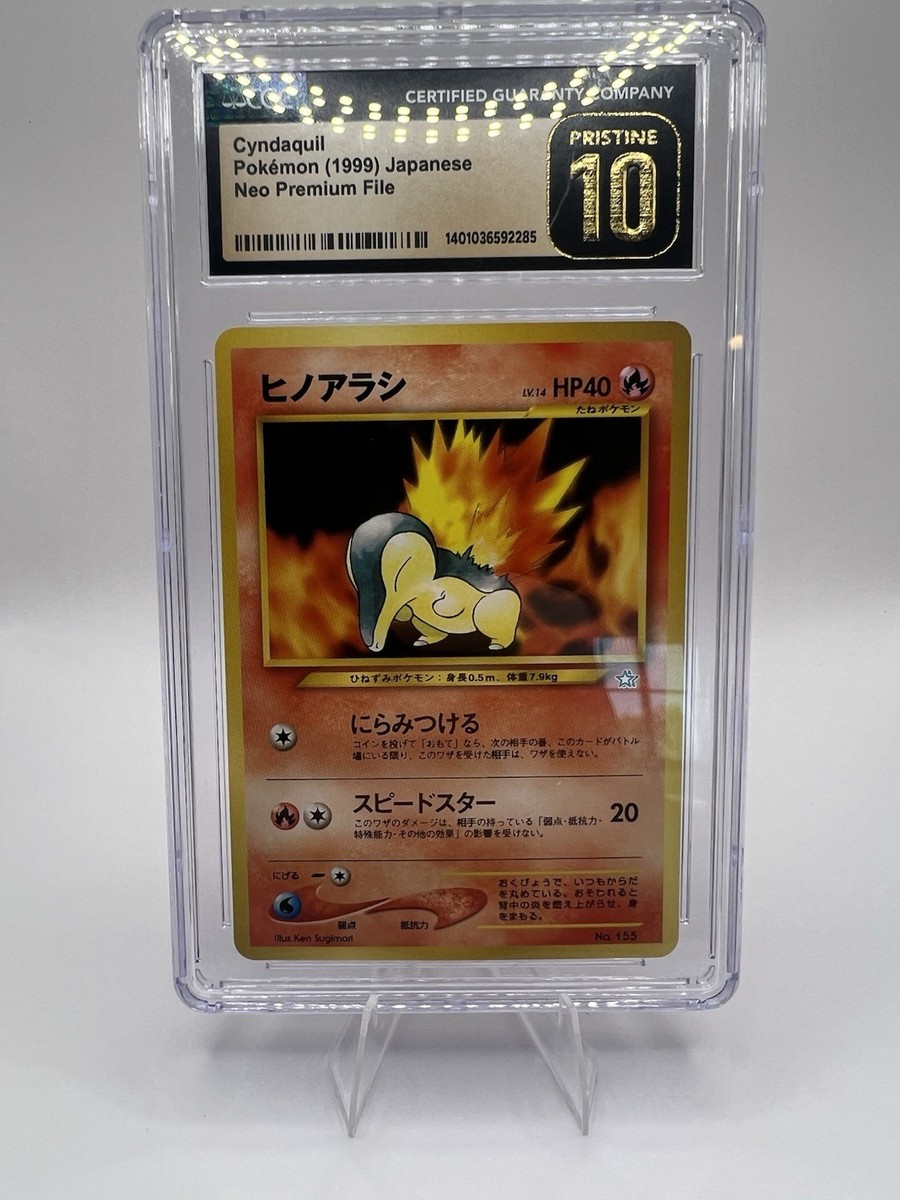 CGC
CERTIFIED GUARANTY COMPANY
Cyndaquil
Pokémon (1999) Japanese
Neo Premium File
1401036592285
PRISTINE
10
ヒノアラシ
LV.14 HP40
たねポケモン
ひねずみポケモン：身長0.5m、体重7.9kg
にらみつける
コインを投げて「おもて」なら、次の相手の番、このカードがバトル
場にいる限り、このワザを受けた相手は、ワザを使えない。
スピードスター
20
このワザのダメージは、相手の持っている「弱点・抵抗力・
特殊能力・その他の効果」の影響を受けない。
にげる
弱点
抵抗力
おくびょうで、いつもからだ
を丸めている。おそわれると
背中の炎を燃え上がらせ、身
をまもる。
Illus. Ken Sugimori
No. 155